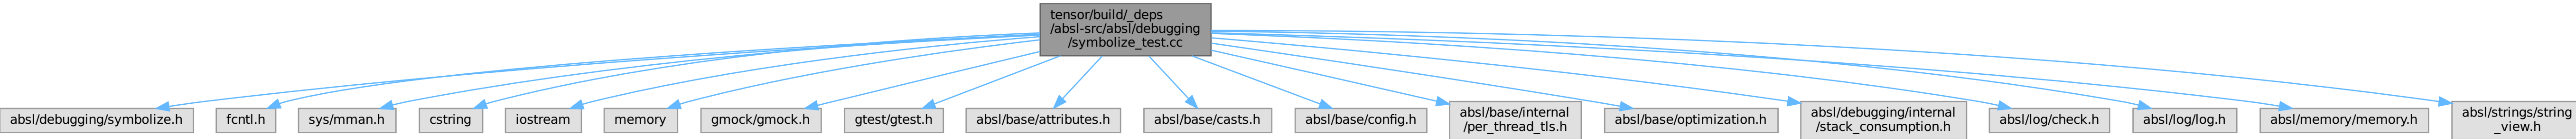 tensor/build/_deps
/absl-src/absl/debugging
/symbolize_test.cc
absl/debugging/symbolize.h
fcntl.h
sys/mman.h
cstring
iostream
memory
gmock/gmock.h
gtest/gtest.h
absl/base/attributes.h
absl/base/casts.h
absl/base/config.h
absl/base/internal
/per_thread_tls.h
absl/base/optimization.h
absl/debugging/internal
/stack_consumption.h
absl/log/check.h
absl/log/log.h
absl/memory/memory.h
absl/strings/string
_view.h